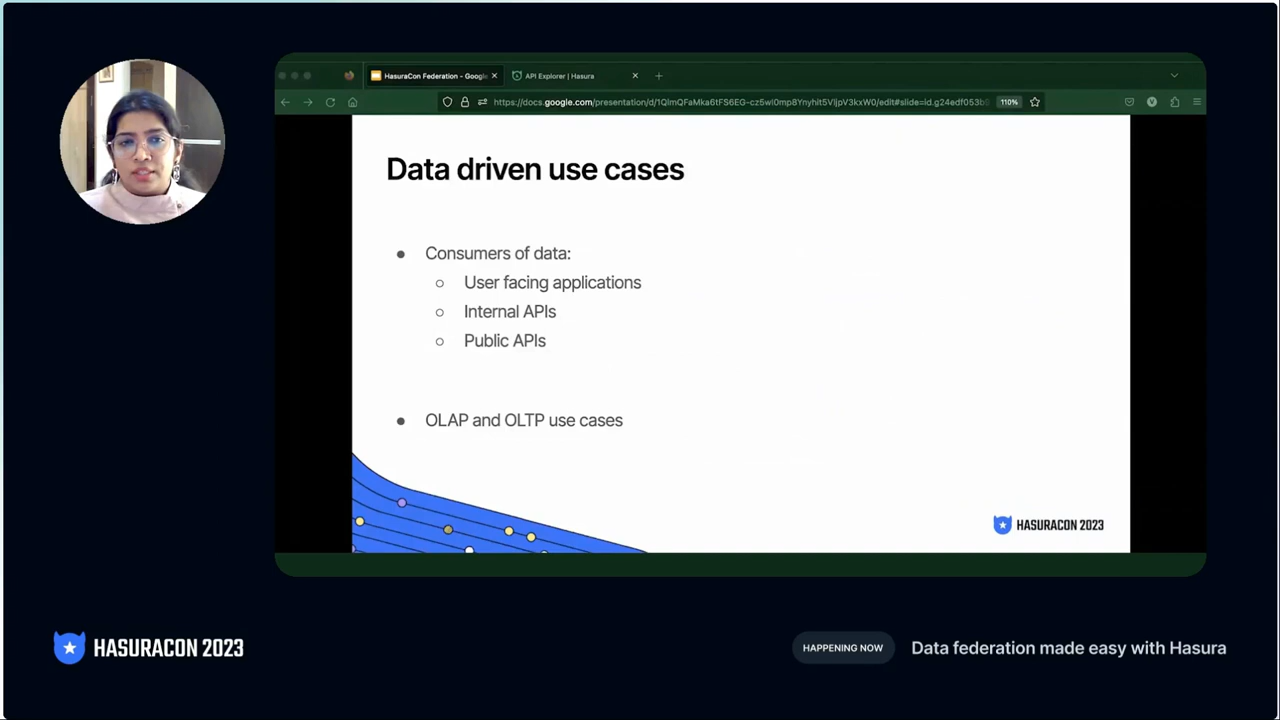 HasuraCon Federation - Google
API Explorer | Hasura
110%
Data driven use cases
Consumers of data:
User facing applications
Internal APIs
Public APIs
OLAP and OLTP use cases
HASURACON 2023
HASURACON 2023
HAPPENING NOW
Data federation made easy with Hasura